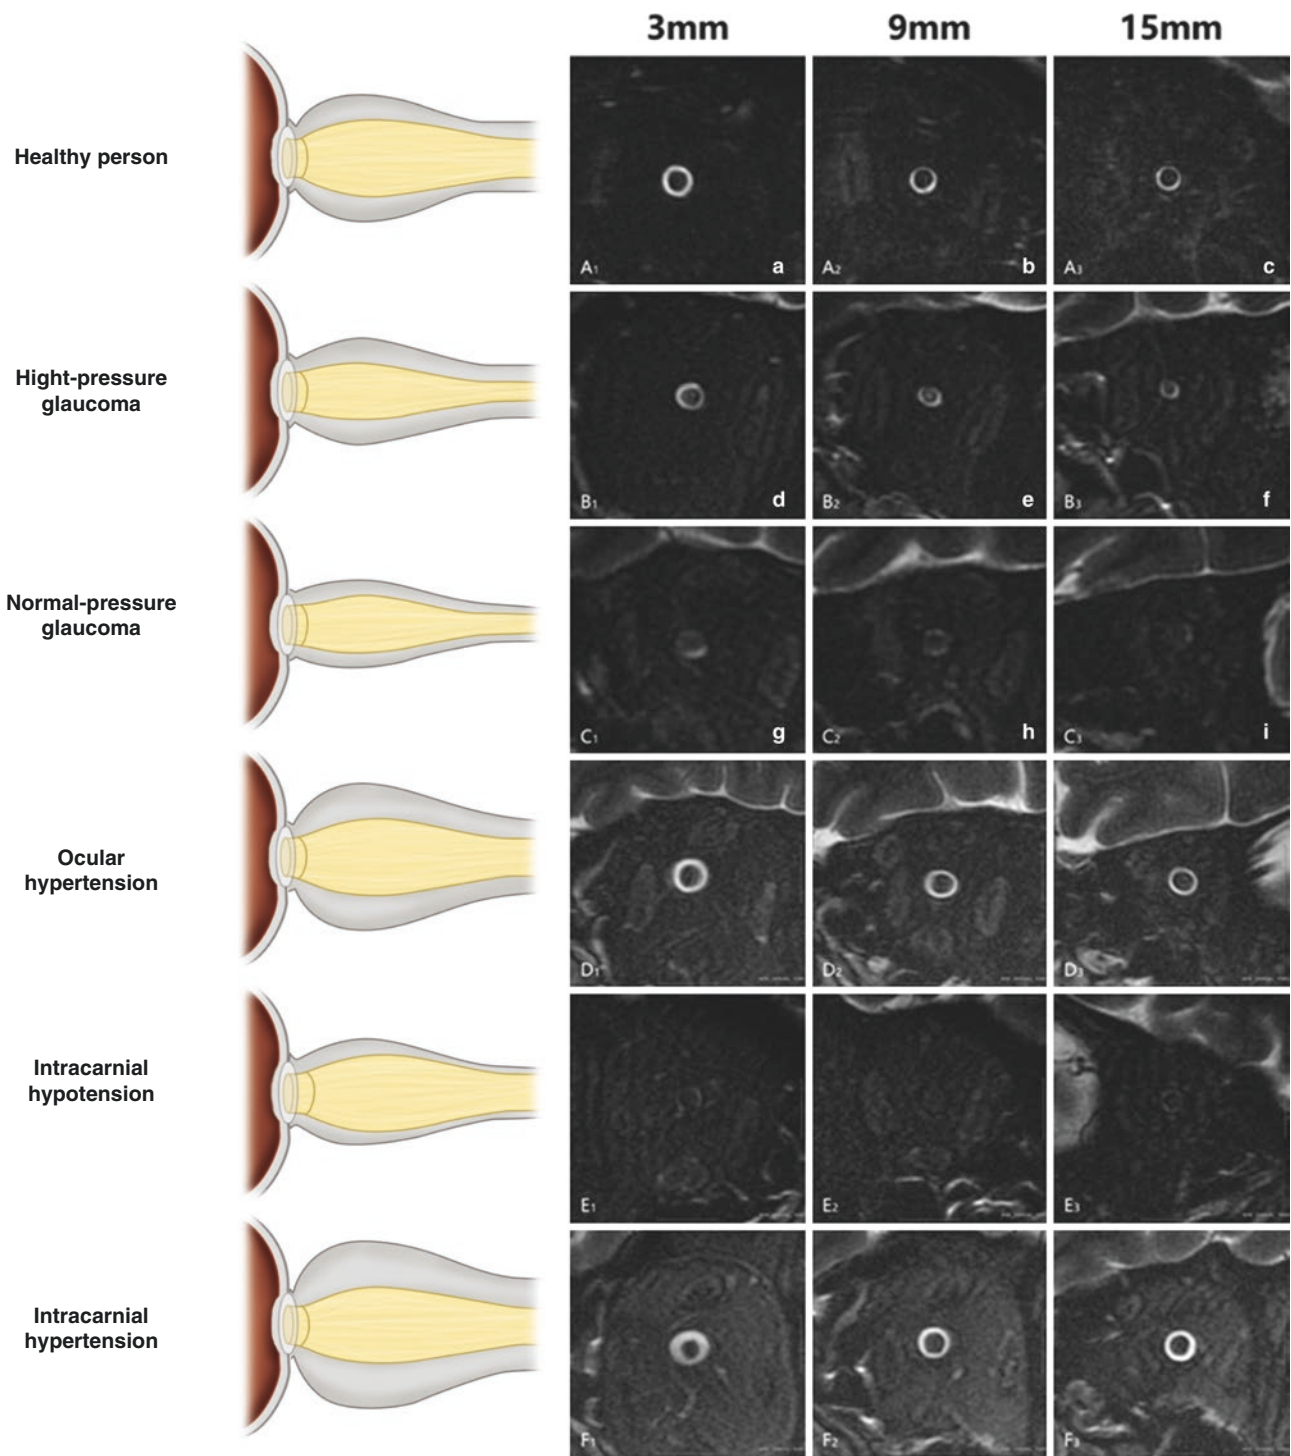 3mm 9mm 15mm
Healthy person
A1 a A2 b A3 c
Hight-pressure
glaucoma
B1 d B2 e B3 f
Normal-pressure
glaucoma
C1 g C2 h C3 i
Ocular
hypertension
D1 D2 D3
Intracarnial
hypotension
E1 E2 E3
Intracarnial
hypertension
F1 F2 F3